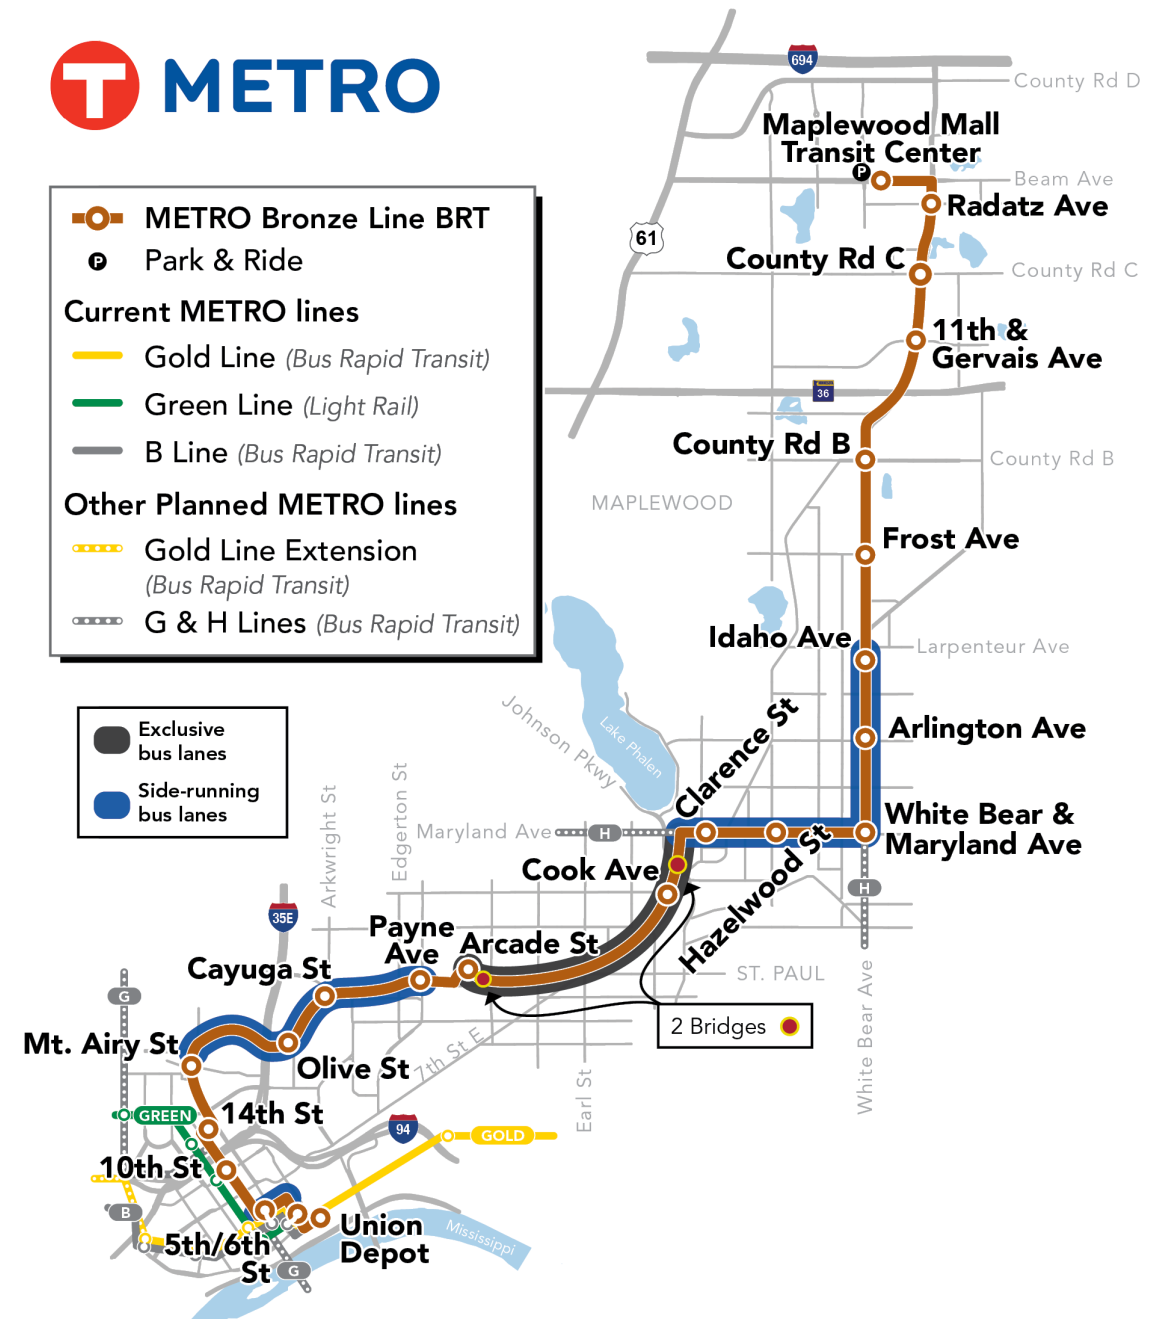 T METRO
METRO Bronze Line BRT
P Park & Ride
Current METRO lines
Gold Line (Bus Rapid Transit)
Green Line (Light Rail)
B Line (Bus Rapid Transit)
Other Planned METRO lines
Gold Line Extension
(Bus Rapid Transit)
G & H Lines (Bus Rapid Transit)
Exclusive
bus lanes
Side-running
bus lanes
694
County Rd D
Maplewood Mall
Transit Center
P
Beam Ave
Radatz Ave
61
County Rd C
County Rd C
11th &
Gervais Ave
36
County Rd B
County Rd B
MAPLEWOOD
Frost Ave
Idaho Ave
Larpenteur Ave
Johnson Pkwy
Lake Phalen
Clarence St
Arlington Ave
White Bear &
Maryland Ave
Maryland Ave
H
Hazelwood St
Cook Ave
H
Arkwright St
Edgerton St
35E
Payne
Ave
Arcade St
Cayuga St
ST. PAUL
2 Bridges
White Bear Ave
G
Mt. Airy St
Olive St
7th St E
Earl St
GREEN
14th St
94
GOLD
10th St
B
5th/6th
St
G
Union
Depot
Mississippi